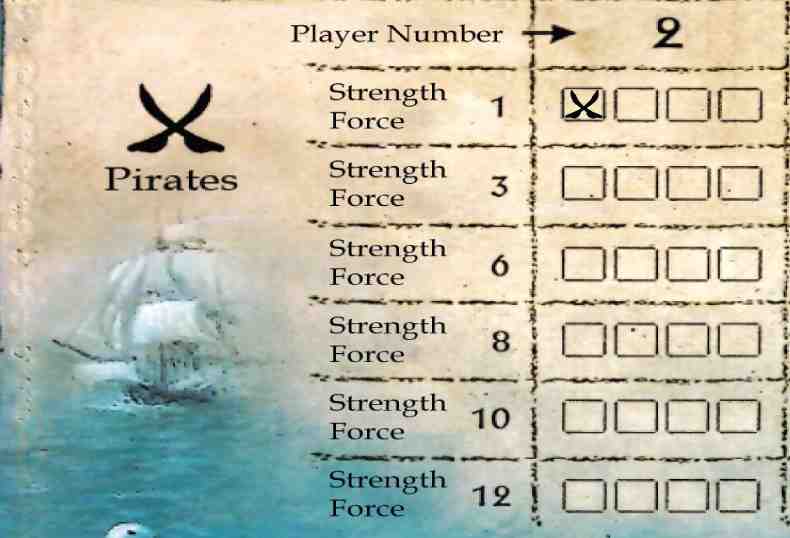 Player Number 2
Strength
Force 1
Strength
Force 3
Pirates
Strength
Force 6
Strength
Force 8
Strength
Force 10
Strength
Force 12